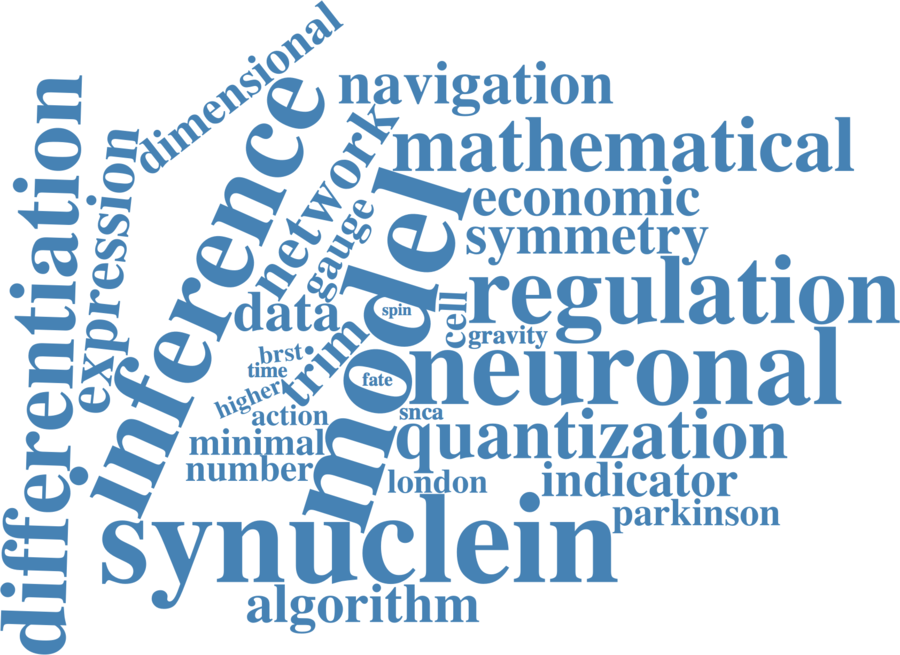 dimensional
navigation
differentiation
expression
inference
network
mathematical
model
economic
gauge
symmetry
regulation
data
spin
cell
gravity
trim
brst
time
neuronal
fate
higher
action
snca
quantization
minimal
number
london
indicator
synuclein
parkinson
algorithm